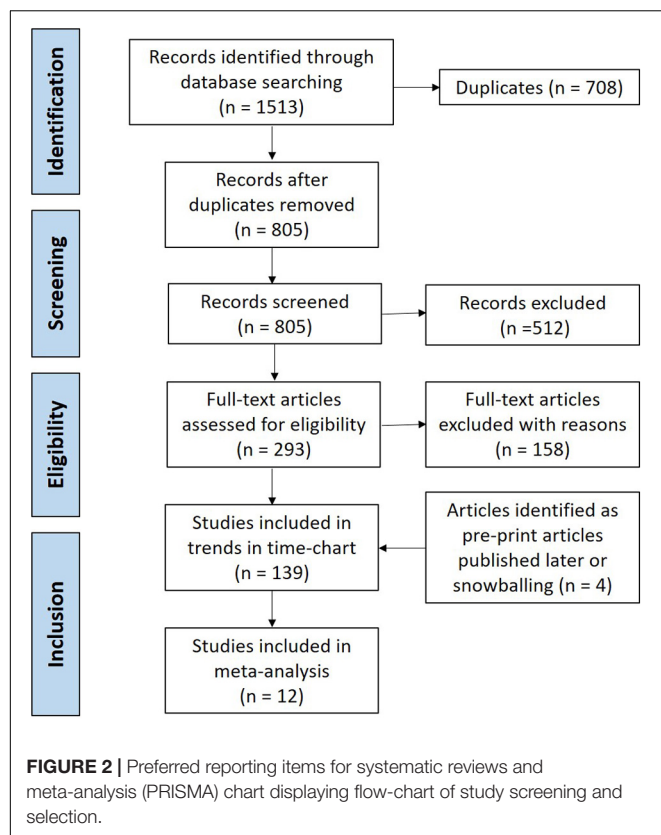 Identification
Records identified through
database searching
(n = 1513)
Duplicates (n = 708)
Records after
duplicates removed
(n = 805)
Screening
Records screened
(n = 805)
Records excluded
(n =512)
Eligibility
Full-text articles
assessed for eligibility
(n = 293)
Full-text articles
excluded with reasons
(n = 158)
Inclusion
Studies included in
trends in time-chart
(n = 139)
Articles identified as
pre-print articles
published later or
snowballing (n = 4)
Studies included in
meta-analysis
(n = 12)
FIGURE 2 | Preferred reporting items for systematic reviews and
meta-analysis (PRISMA) chart displaying flow-chart of study screening and
selection.